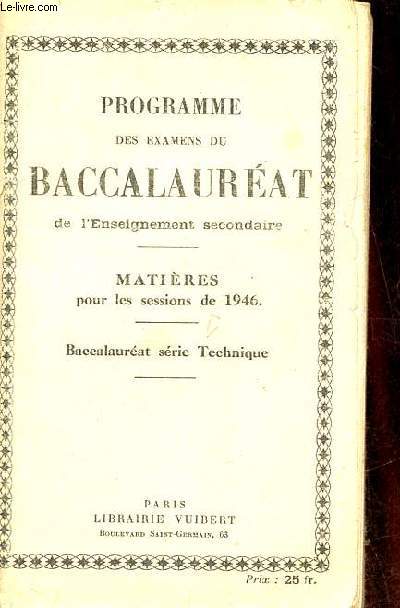 © Le-livre.com
PROGRAMME
DES EXAMENS DU
BACCALAURÉAT
de l'Enseignement secondaire
MATIÈRES
pour les sessions de 1946.
Baccalauréat série Technique
PARIS
LIBRAIRIE VUIBERT
BOULEVARD SAINT-GERMAIN, 63
Prix : 25 fr.